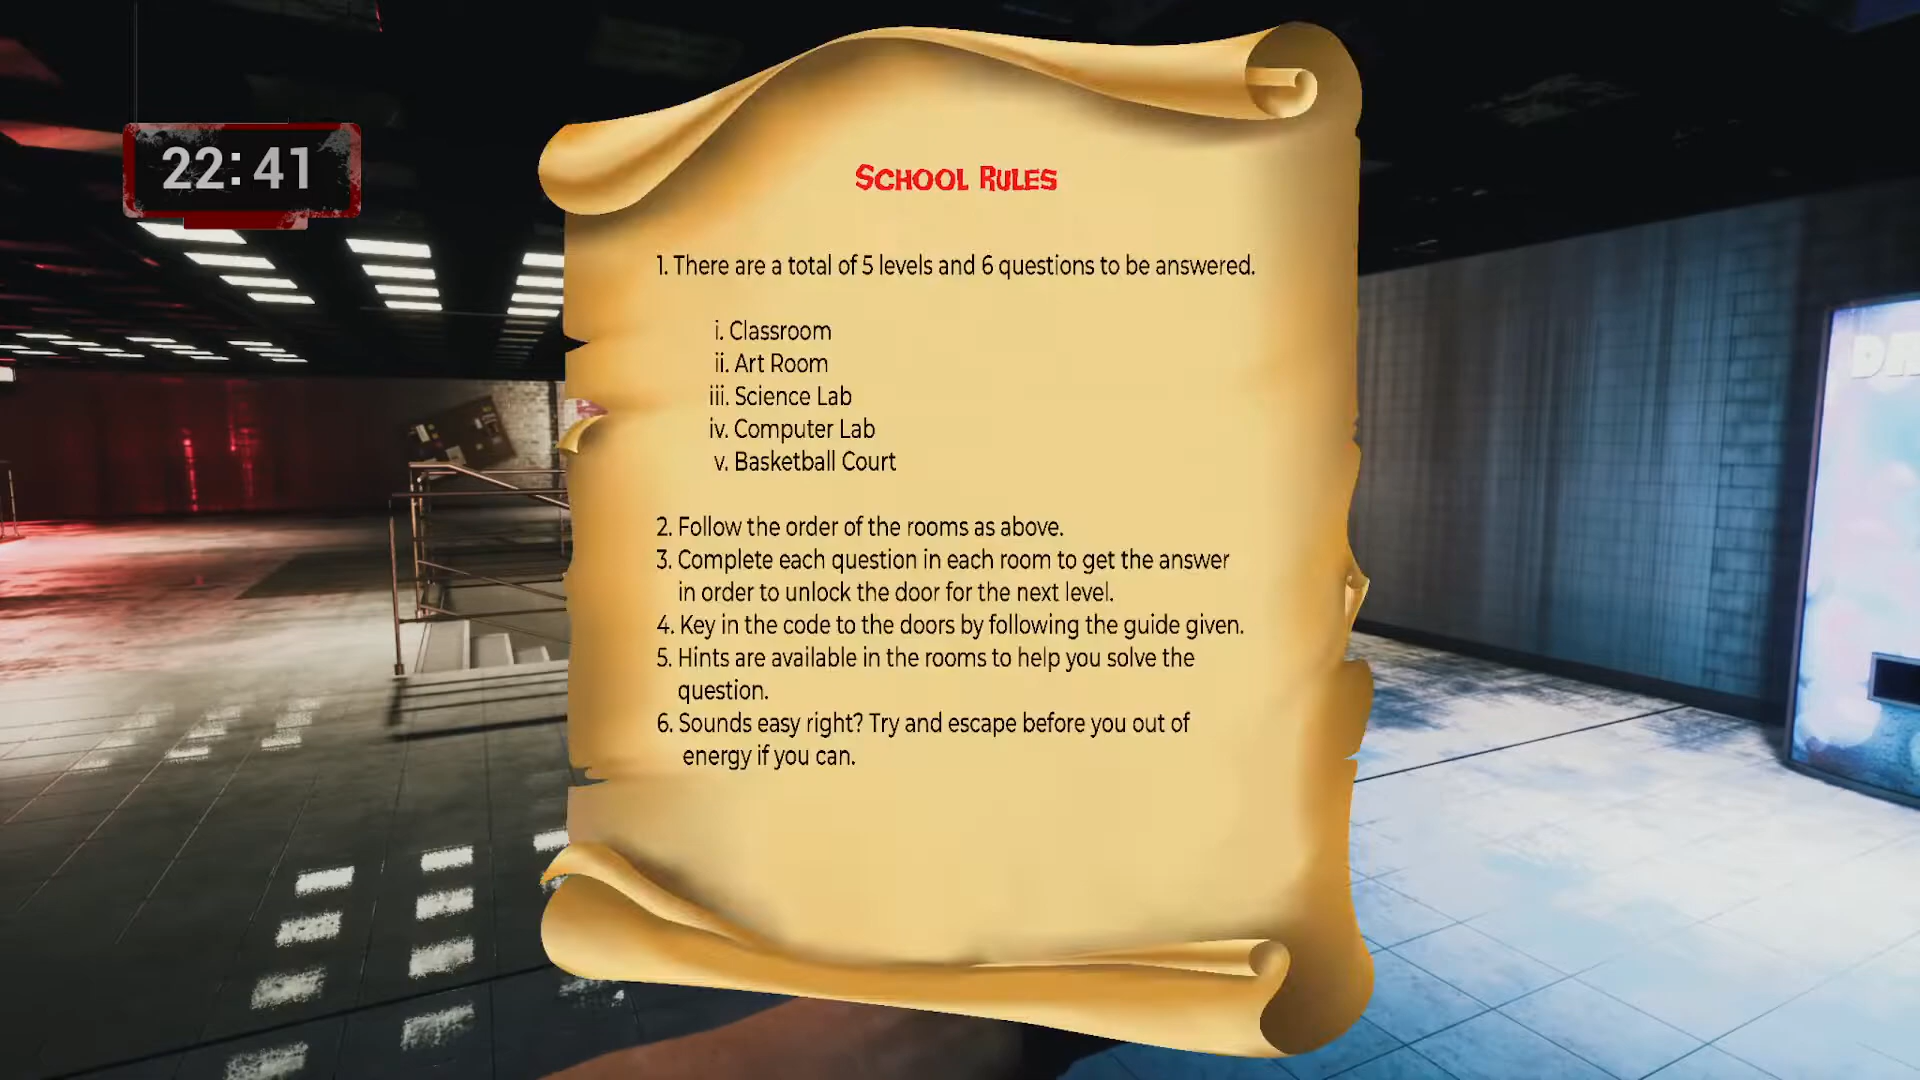 22:41
SCHOOL RULES
1. There are a total of 5 levels and 6 questions to be answered.
i. Classroom
ii. Art Room
iii. Science Lab
iv. Computer Lab
v. Basketball Court
2. Follow the order of the rooms as above.
3. Complete each question in each room to get the answer
in order to unlock the door for the next level.
4. Key in the code to the doors by following the guide given.
5. Hints are available in the rooms to help you solve the
question.
6. Sounds easy right? Try and escape before you out of
energy if you can.